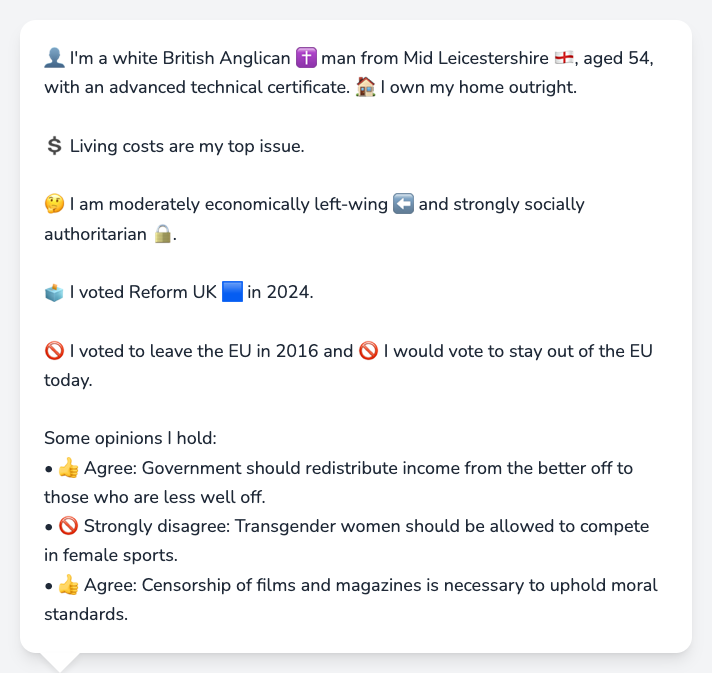 👤 I'm a white British Anglican ✝️ man from Mid Leicestershire 🏴󠁧󠁢󠁥󠁮󠁧󠁿, aged 54,
with an advanced technical certificate. 🏠 I own my home outright.
💲 Living costs are my top issue.
🤔 I am moderately economically left-wing ⬅️ and strongly socially
authoritarian 🔒.
🗳️ I voted Reform UK 🟦 in 2024.
🚫 I voted to leave the EU in 2016 and 🚫 I would vote to stay out of the EU
today.
Some opinions I hold:
• 👍 Agree: Government should redistribute income from the better off to
those who are less well off.
• 🚫 Strongly disagree: Transgender women should be allowed to compete
in female sports.
• 👍 Agree: Censorship of films and magazines is necessary to uphold moral
standards.